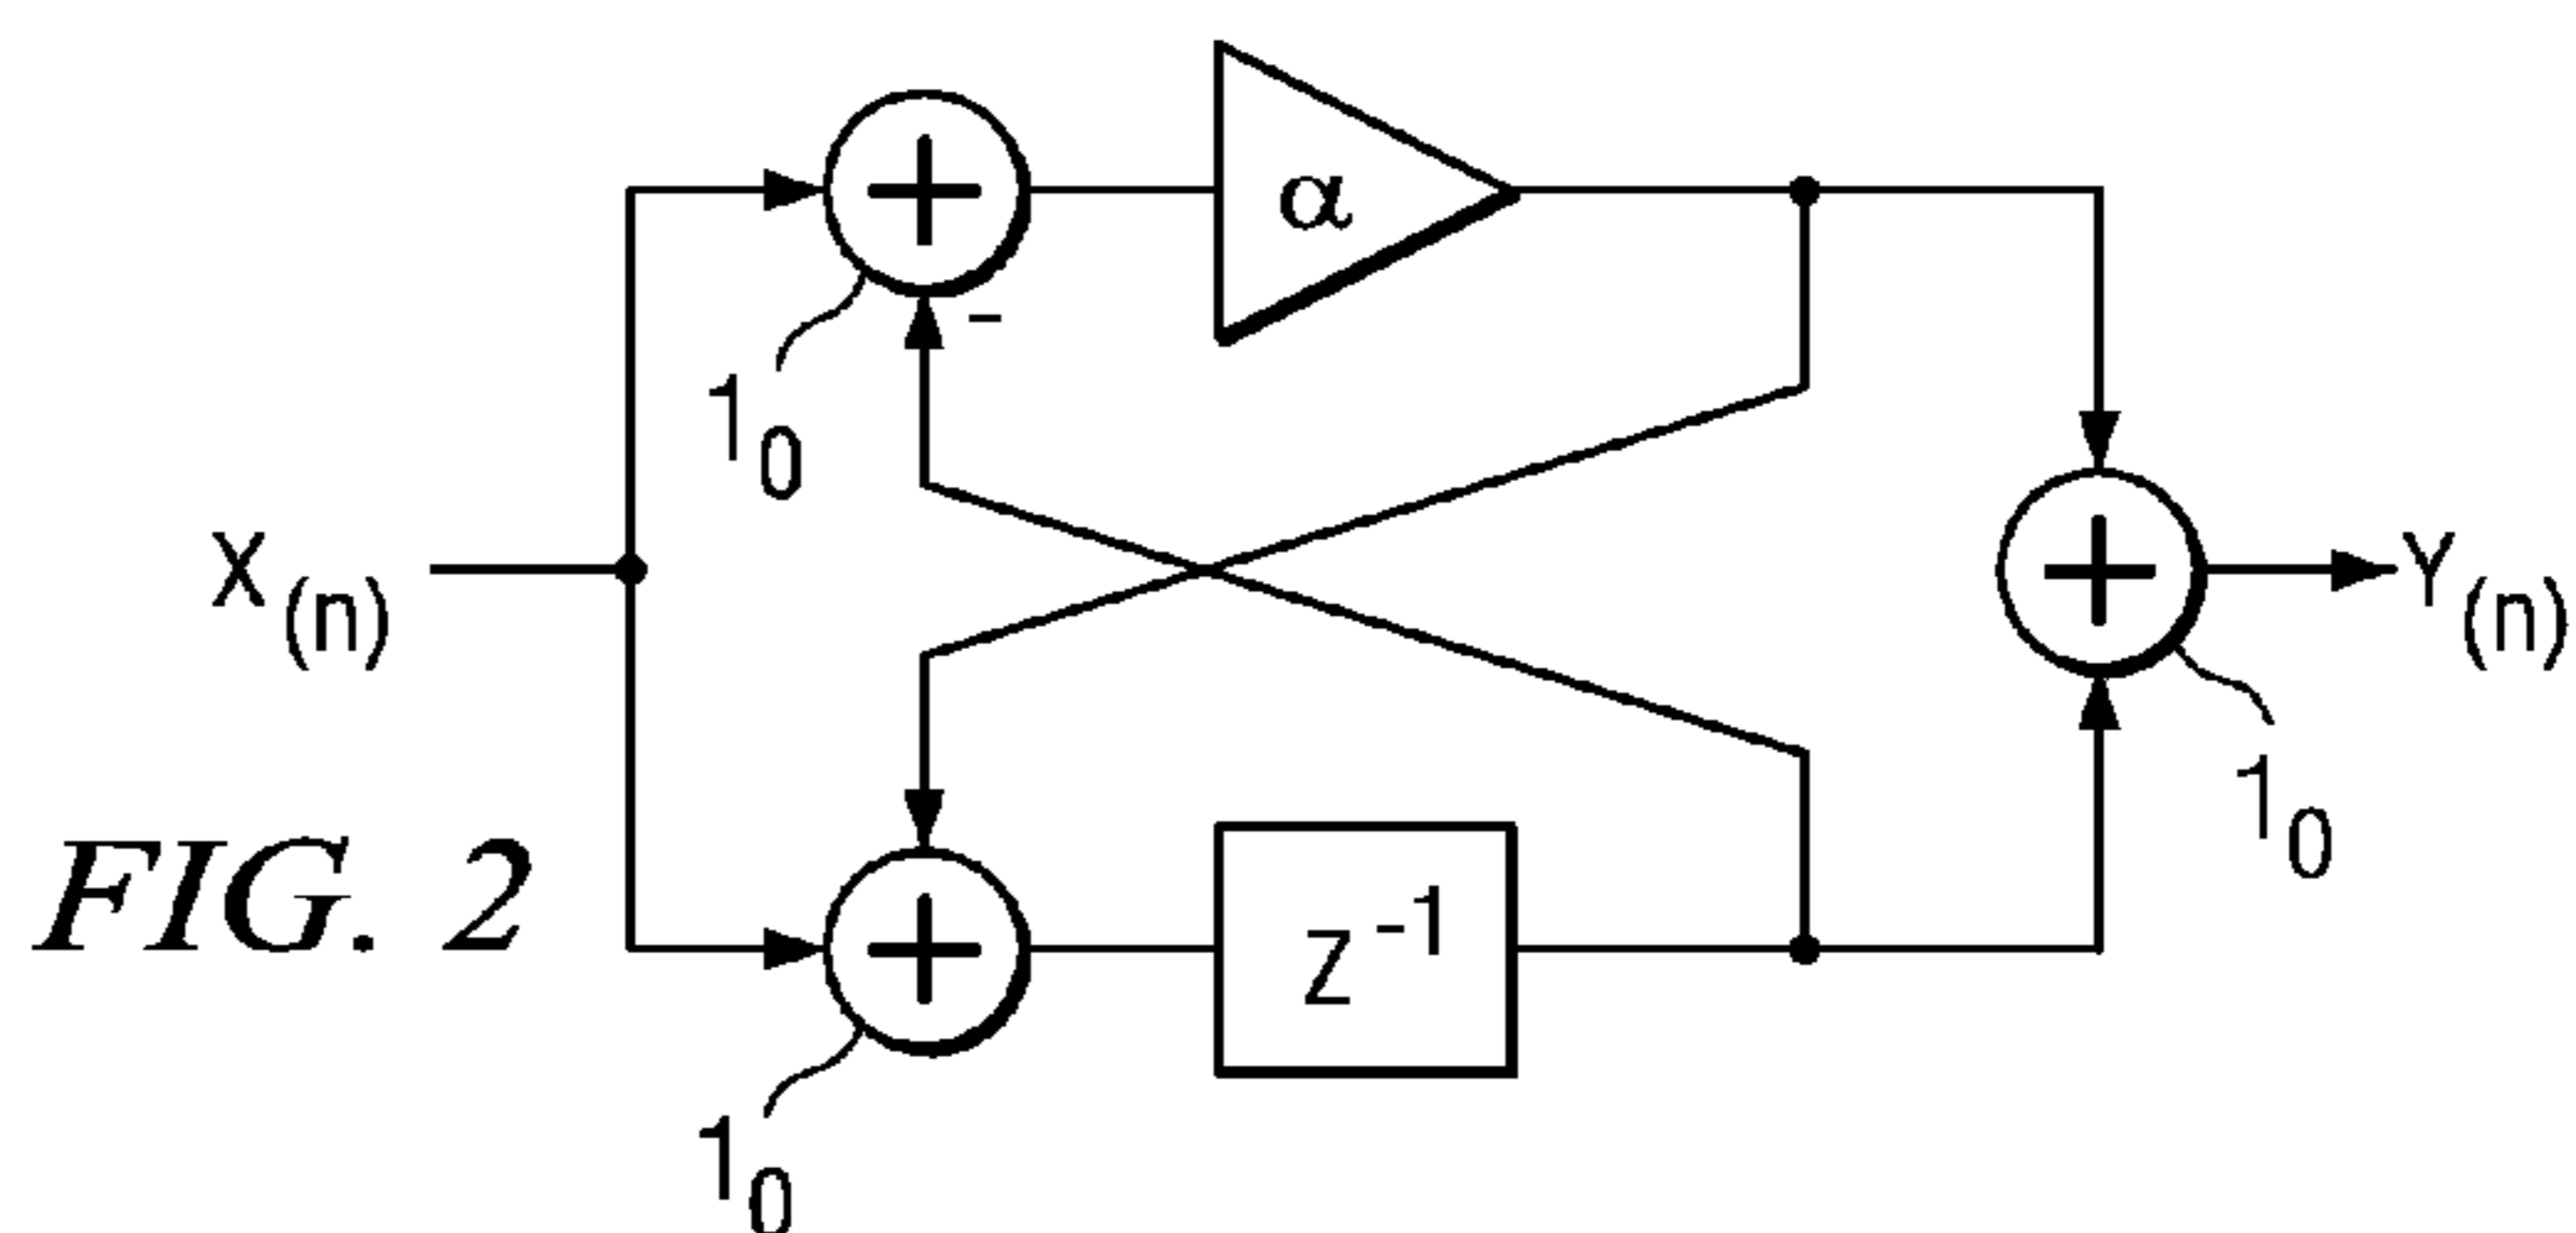 +
α
-
1₀
X(n)
+
Y(n)
1₀
FIG. 2
+
Z⁻¹
1₀